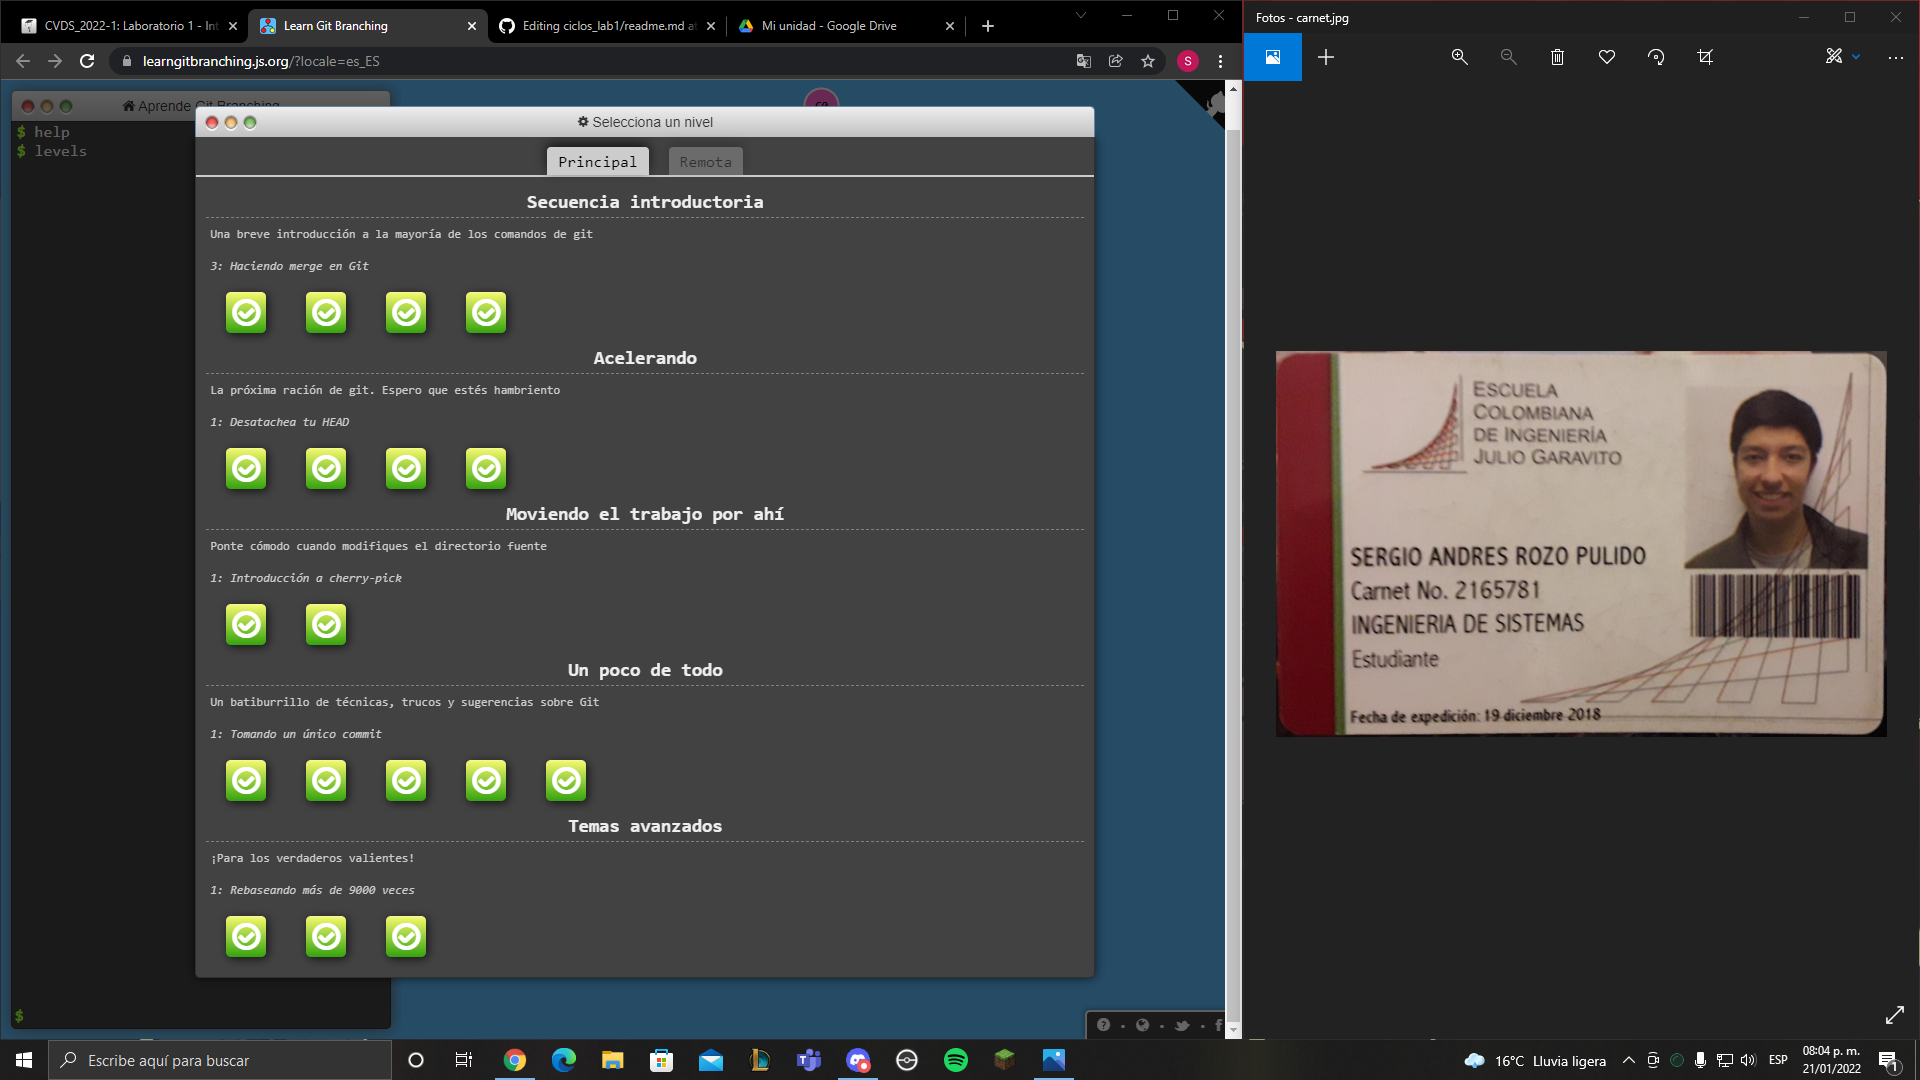 CVDS_2022-1: Laboratorio 1 - Int
Learn Git Branching
Editing ciclos_lab1/readme.md at
Mi unidad - Google Drive
learngitbranching.js.org/?locale=es_ES
S
Aprende Git Branching
$ help
$ levels
$
Selecciona un nivel
Principal
Remota
Secuencia introductoria
Una breve introducción a la mayoría de los comandos de git
3: Haciendo merge en Git
Acelerando
La próxima ración de git. Espero que estés hambriento
1: Desatachea tu HEAD
Moviendo el trabajo por ahí
Ponte cómodo cuando modifiques el directorio fuente
1: Introducción a cherry-pick
Un poco de todo
Un batiburrillo de técnicas, trucos y sugerencias sobre Git
1: Tomando un único commit
Temas avanzados
¡Para los verdaderos valientes!
1: Rebaseando más de 9000 veces
Fotos - carnet.jpg
ESCUELA
COLOMBIANA
DE INGENIERÍA
JULIO GARAVITO
SERGIO ANDRES ROZO PULIDO
Carnet No. 2165781
INGENIERIA DE SISTEMAS
Estudiante
Fecha de expedición: 19 diciembre 2018
Escribe aquí para buscar
16°C Lluvia ligera
ESP
08:04 p. m.
21/01/2022
1